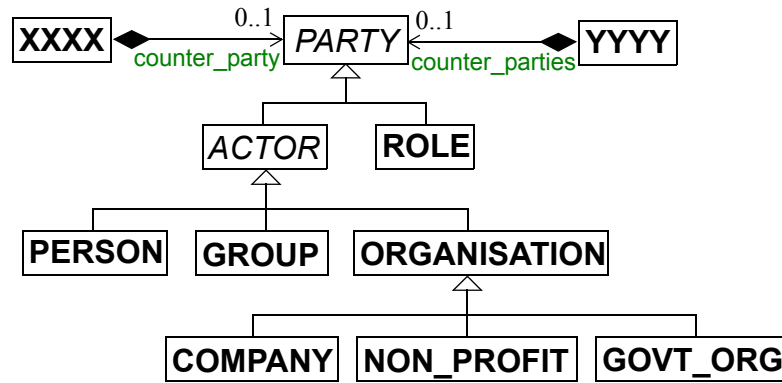 0..1 0..1
XXXX PARTY YYYY
counter_party counter_parties
ACTOR ROLE
PERSON GROUP ORGANISATION
COMPANY NON_PROFIT GOVT_ORG